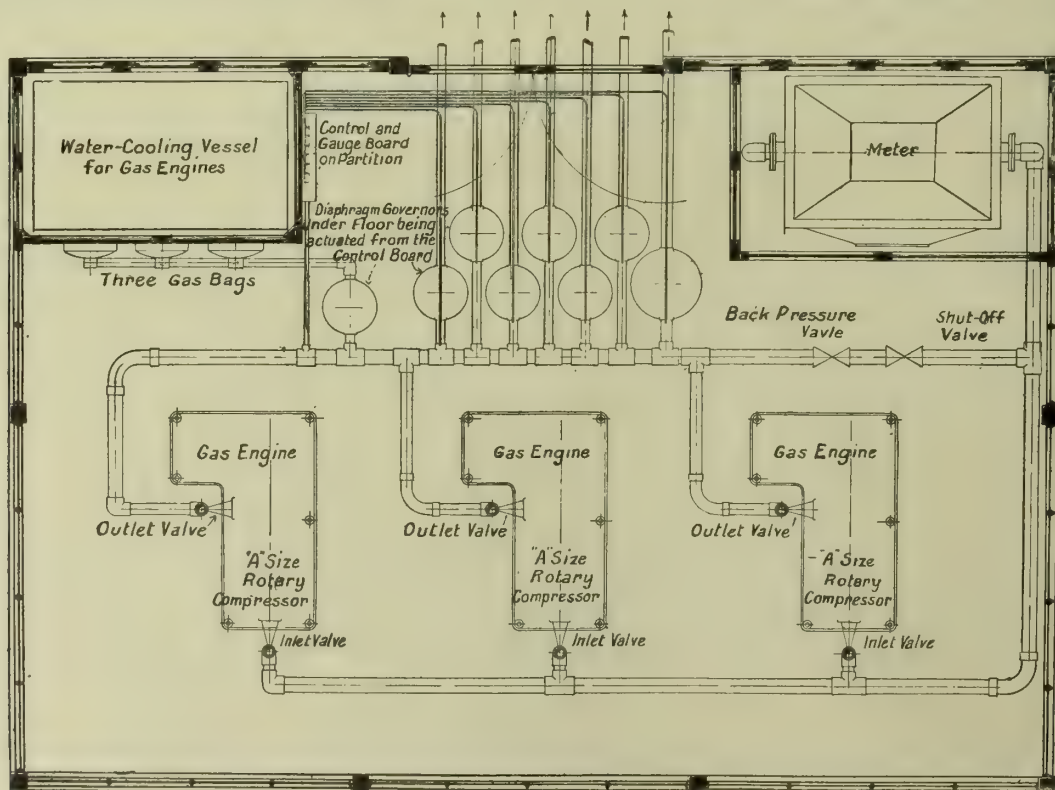 Water-Cooling Vessel
for Gas Engines
Control and
Gauge Board
on Partition
Meter
Diaphragm Governors
Under Floor being
actuated from the
Control Board
Three Gas Bags
Back Pressure
Vavle
Shut-Off
Valve
Gas Engine
Gas Engine
Gas Engine
Outlet Valve
Outlet Valve
Outlet Valve
"A" Size
Rotary
Compressor
"A" Size
Rotary
Compressor
"A" Size
Rotary
Compressor
Inlet Valve
Inlet Valve
Inlet Valve